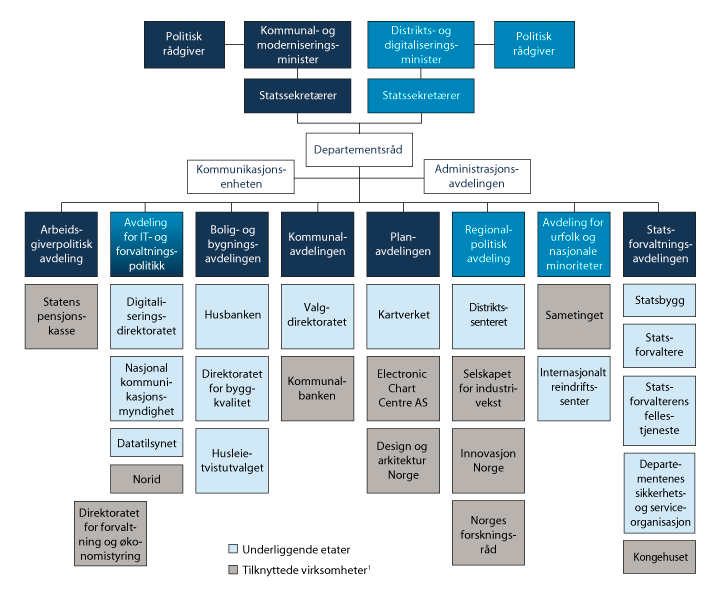 Politisk
rådgiver
Kommunal- og
moderniserings-
minister
Distrikts- og
digitaliserings-
minister
Politisk
rådgiver
Statssekretærer
Statssekretærer
Departementsråd
Kommunikasjons-
enheten
Administrasjons-
avdelingen
Arbeids-
giverpolitisk
avdeling
Avdeling
for IT- og
forvaltnings-
politikk
Bolig- og
bygnings-
avdelingen
Kommunal-
avdelingen
Plan-
avdelingen
Regional-
politisk
avdeling
Avdeling for
urfolk og
nasjonale
minoriteter
Stats-
forvaltnings-
avdelingen
Statens
pensjons-
kasse
Digitali-
serings-
direktoratet
Husbanken
Valg-
direktoratet
Kartverket
Distrikts-
senteret
Sametinget
Statsbygg
Nasjonal
kommuni-
kasjons-
myndighet
Direktoratet
for bygg-
kvalitet
Kommunal-
banken
Electronic
Chart
Centre AS
Selskapet
for industri-
vekst
Internasjonalt
reindrifts-
senter
Stats-
forvaltere
Datatilsynet
Husleie-
tvistutvalget
Design og
arkitektur
Norge
Innovasjon
Norge
Stats-
forvalterens
felles-
tjeneste
Norid
Departe-
mentenes
sikkerhets-
og service-
organisasjon
Direktoratet
for forvalt-
ning og øko-
nomistyring
Norges
forsknings-
råd
Kongehuset
Underliggende etater
Tilknyttede virksomheter¹